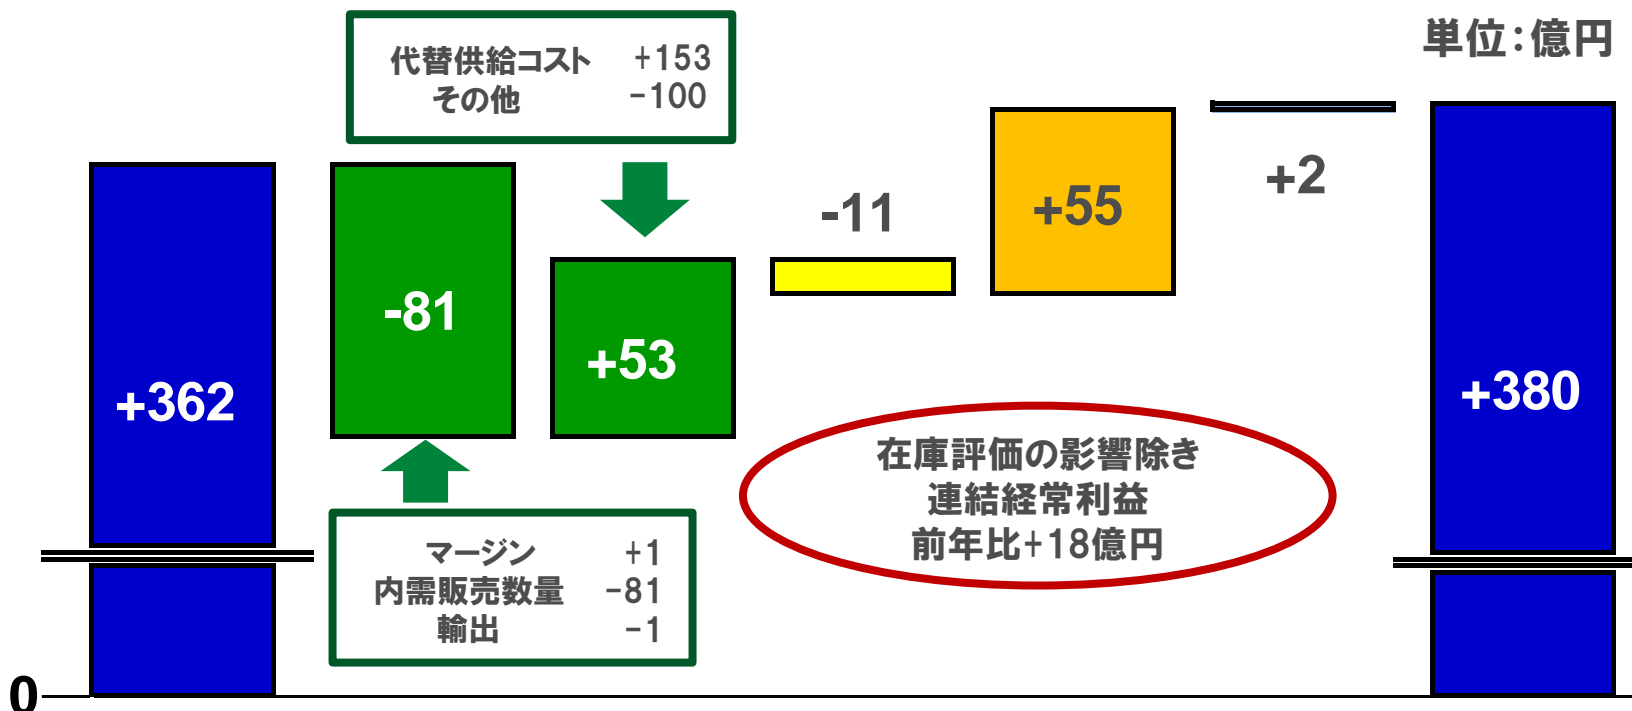 単位：億円
代替供給コスト +153
その他 -100
+362
-81
+53
-11
+55
+2
+380
マージン +1
内需販売数量 -81
輸出 -1
在庫評価の影響除き
連結経常利益
前年比+18億円
0